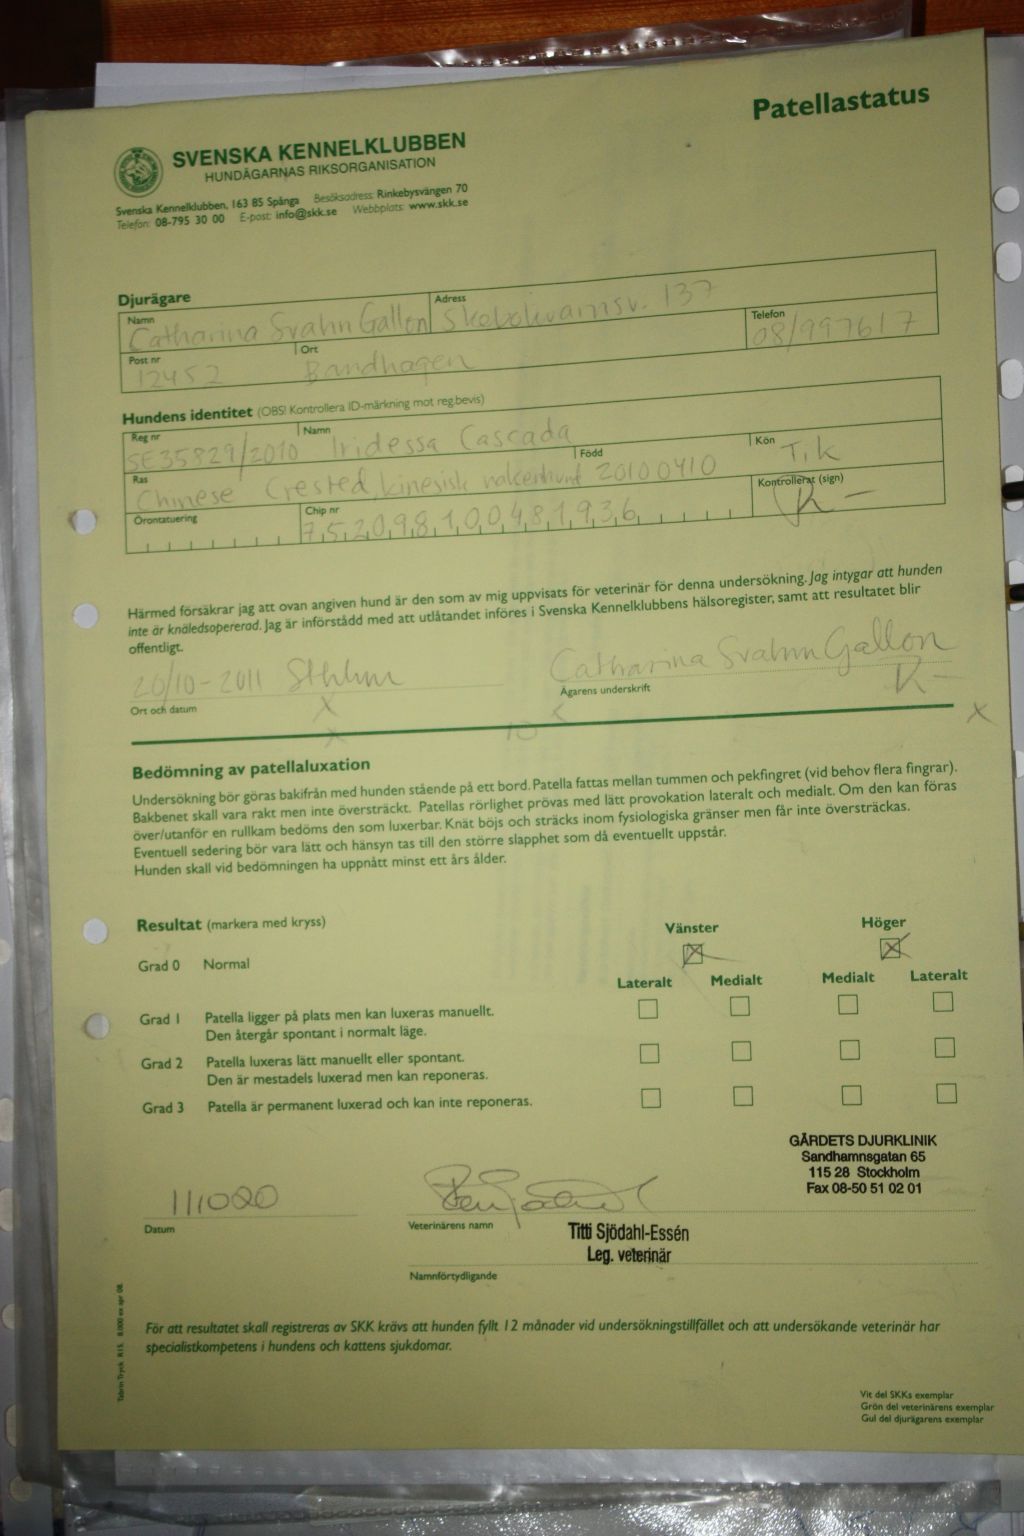 Patellastatus
SVENSKA KENNELKLUBBEN
HUNDÄGARNAS RIKSORGANISATION
Svenska Kennelklubben, 163 85 Spånga Besöksadress: Rinkebysvängen 70
Telefon: 08-795 30 00 E-post: info@skk.se Webbplats: www.skk.se
Djurägare
Namn Adress
Catharina Svahn Gallon Skebokvarnsv. 137
Post nr Ort Telefon
12452 Bandhagen 08/997617
Hundens identitet (OBS! Kontrollera ID-märkning mot reg.bevis)
Reg nr Namn
SE35829/2010 Iridessa Cascada
Ras Född Kön
Chinese Crested, kinesisk nakenhund 20100410 Tik
Örontatuering Chip nr Kontrollerat (sign)
752098100481936
Härmed försäkrar jag att ovan angiven hund är den som av mig uppvisats för veterinär för denna undersökning. Jag intygar att hunden
inte är knäledsopererad. Jag är införstådd med att utlåtandet införes i Svenska Kennelklubbens hälsoregister, samt att resultatet blir
offentligt.
20/10-2011 Sthlm Catharina Svahn Gallon
Ort och datum Ägarens underskrift
Bedömning av patellaluxation
Undersökning bör göras bakifrån med hunden stående på ett bord. Patella fattas mellan tummen och pekfingret (vid behov flera fingrar).
Bakbenet skall vara rakt men inte översträckt. Patellas rörlighet prövas med lätt provokation lateralt och medialt. Om den kan föras
över/utanför en rullkam bedöms den som luxerbar. Knät böjs och sträcks inom fysiologiska gränser men får inte översträckas.
Eventuell sedering bör vara lätt och hänsyn tas till den större slapphet som då eventuellt uppstår.
Hunden skall vid bedömningen ha uppnått minst ett års ålder.
Resultat (markera med kryss) Vänster Höger
Grad 0 Normal
Lateralt Medialt Medialt Lateralt
Grad 1 Patella ligger på plats men kan luxeras manuellt.
Den återgår spontant i normalt läge.
Grad 2 Patella luxeras lätt manuellt eller spontant.
Den är mestadels luxerad men kan reponeras.
Grad 3 Patella är permanent luxerad och kan inte reponeras.
GÄRDETS DJURKLINIK
Sandhamnsgatan 65
115 28 Stockholm
Fax 08-50 51 02 01
111020
Datum Veterinärens namn
Titti Sjödahl-Essén
Leg. veterinär
Namnförtydligande
För att resultatet skall registreras av SKK krävs att hunden fyllt 12 månader vid undersökningstillfället och att undersökande veterinär har
specialistkompetens i hundens och kattens sjukdomar.
Tabrin Tryck R15. 8.000 ex apr 08.
Vit del SKKs exemplar
Grön del veterinärens exemplar
Gul del djurägarens exemplar